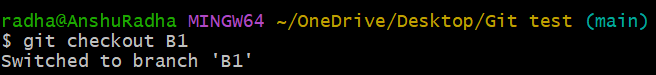 radha@AnshuRadha MINGW64 ~/OneDrive/Desktop/Git test (main)
$ git checkout B1
Switched to branch 'B1'